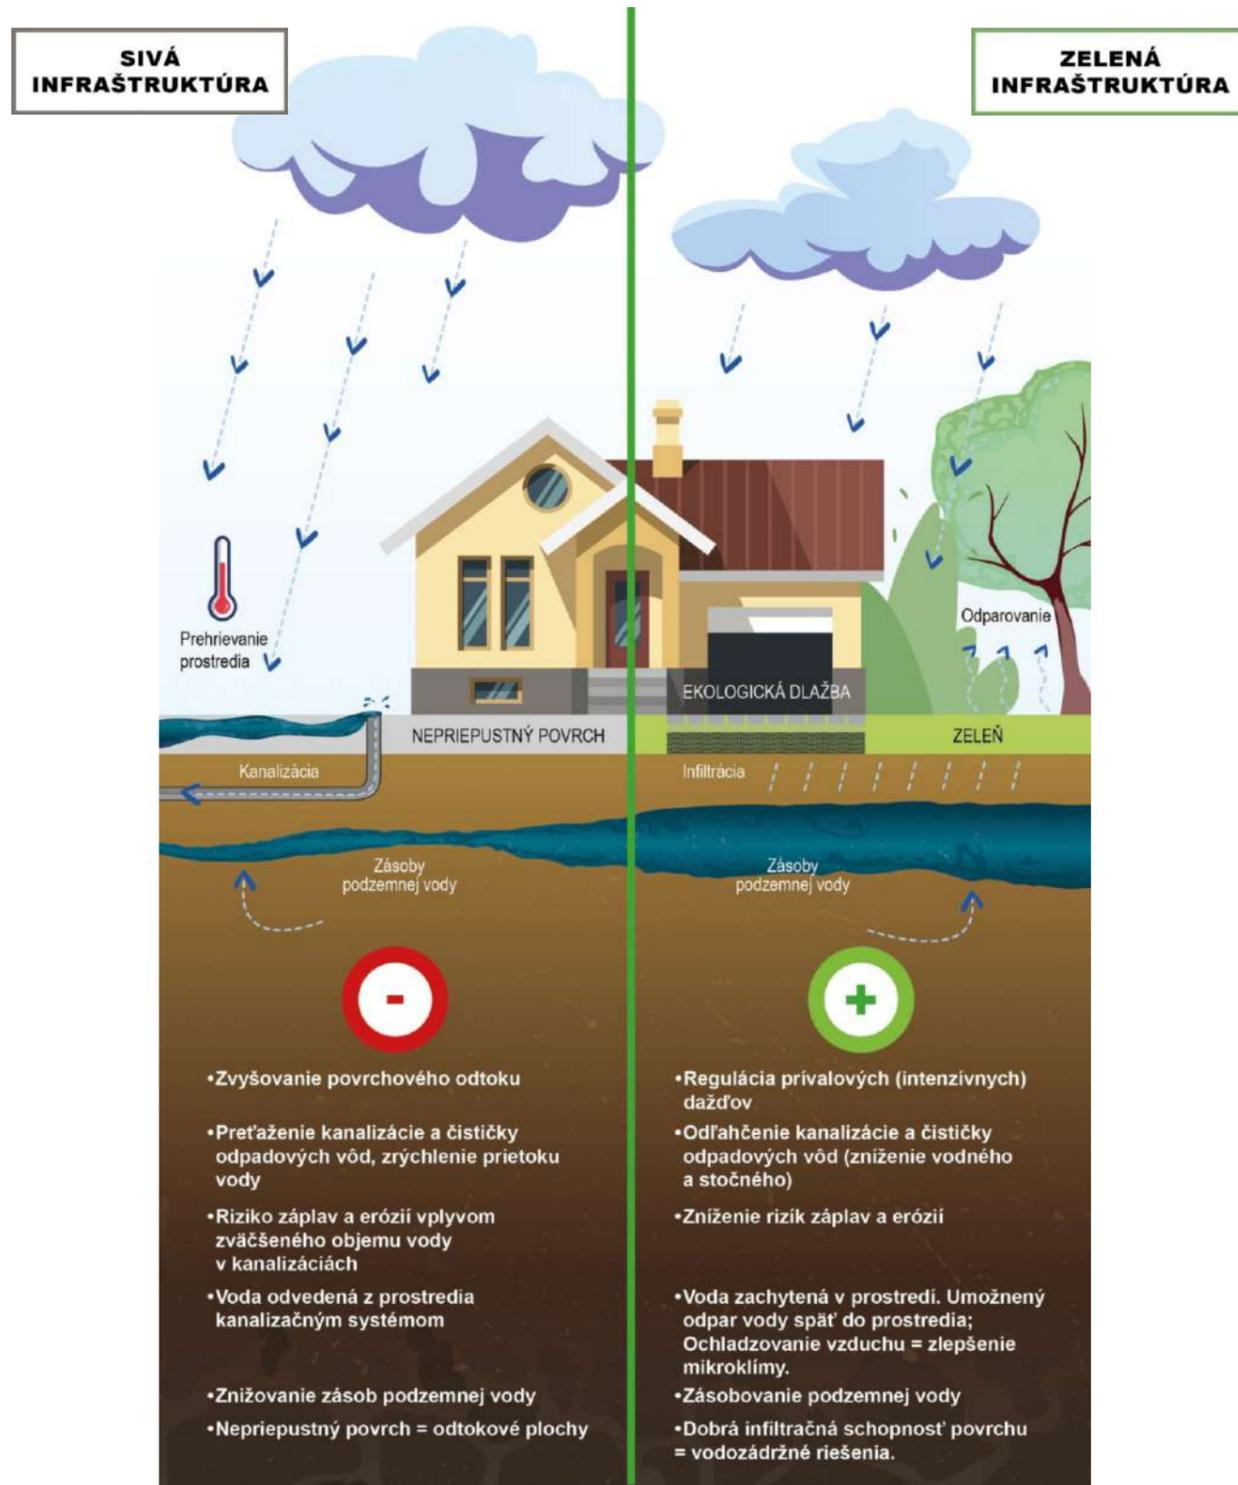 SIVÁ
INFRAŠTRUKTÚRA
ZELENÁ
INFRAŠTRUKTÚRA
Prehrievanie
prostredia
Odparovanie
EKOLOGICKÁ DLAŽBA
NEPRIEPUSTNÝ POVRCH
ZELEŇ
Kanalizácia
Infiltrácia
Zásoby
podzemnej vody
Zásoby
podzemnej vody
-
+
•Zvyšovanie povrchového odtoku
•Preťaženie kanalizácie a čističky
odpadových vôd, zrýchlenie prietoku
vody
•Riziko záplav a erózií vplyvom
zväčšeného objemu vody
v kanalizáciách
•Voda odvedená z prostredia
kanalizačným systémom
•Znižovanie zásob podzemnej vody
•Nepriepustný povrch = odtokové plochy
•Regulácia prívalových (intenzívnych)
dažďov
•Odľahčenie kanalizácie a čističky
odpadových vôd (zníženie vodného
a stočného)
•Zníženie rizík záplav a erózií
•Voda zachytená v prostredí. Umožnený
odpar vody späť do prostredia;
Ochladzovanie vzduchu = zlepšenie
mikroklímy.
•Zásobovanie podzemnej vody
•Dobrá infiltračná schopnosť povrchu
= vodozádržné riešenia.